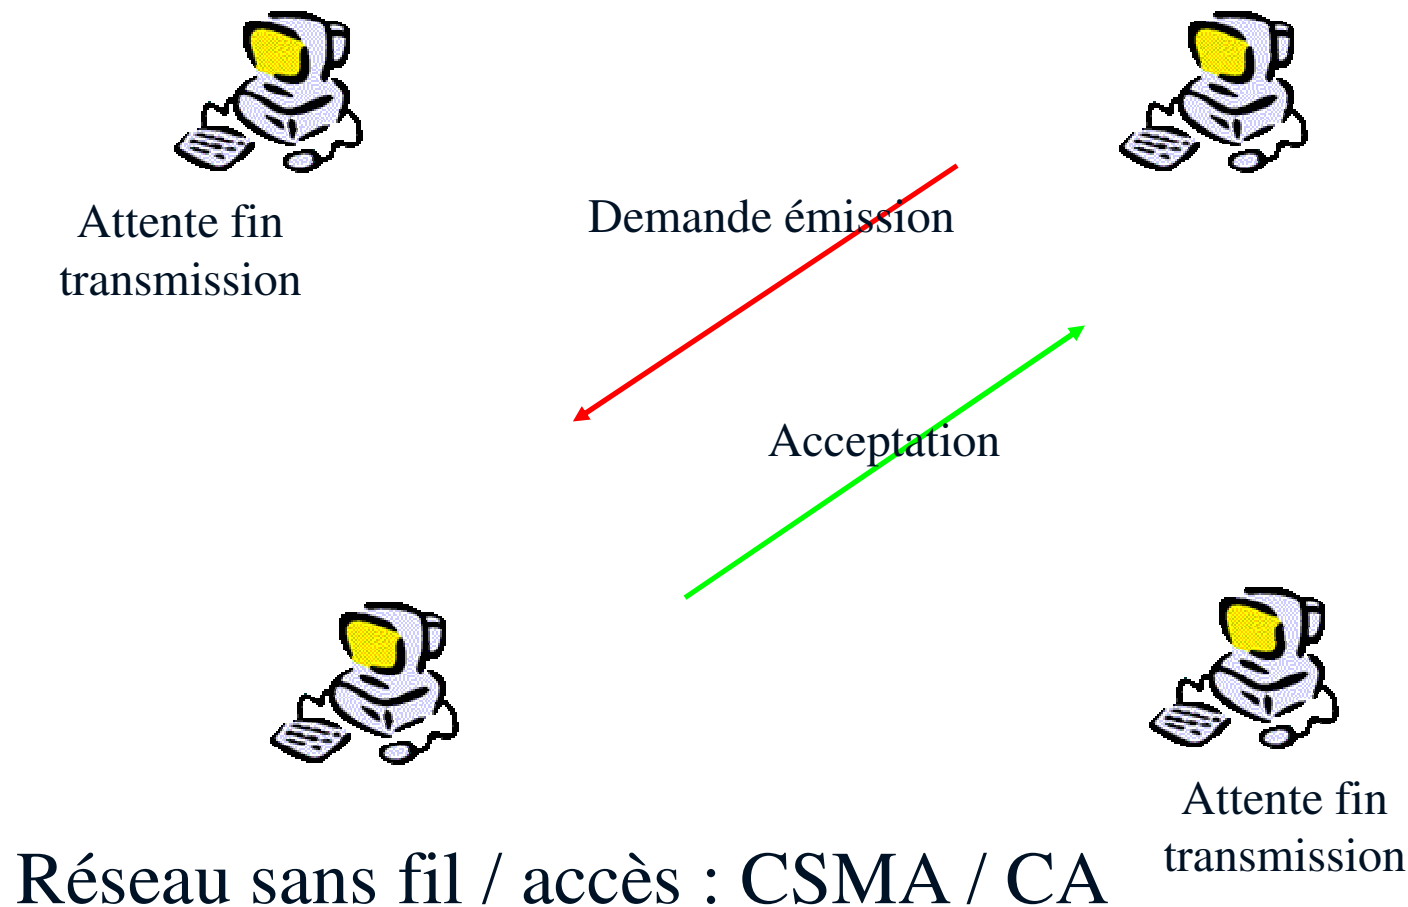 Attente fin
transmission
Demande émission
Acceptation
Attente fin
transmission
Réseau sans fil / accès : CSMA / CA